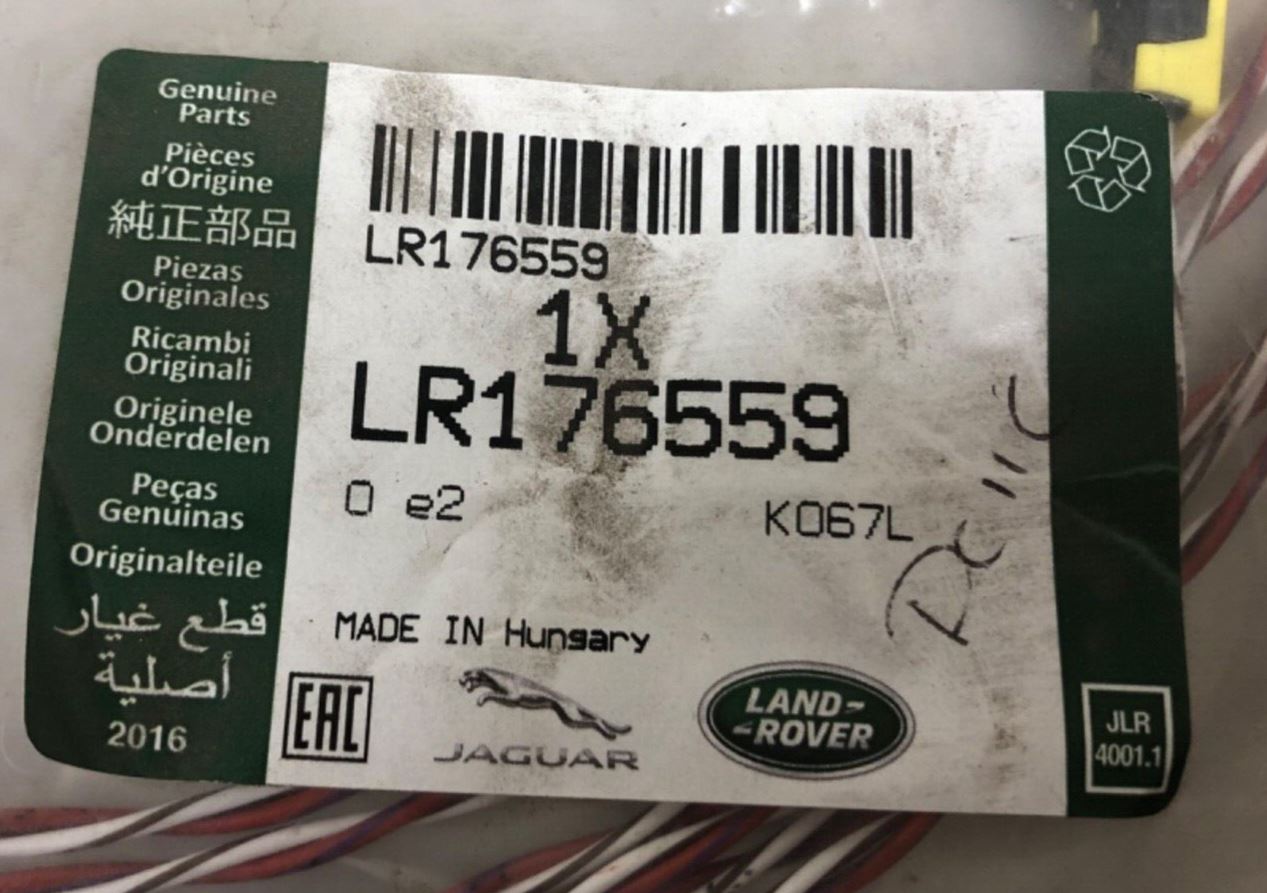 Genuine
Parts
Pièces
d'Origine
純正部品
Piezas
Originales
Ricambi
Originali
Originele
Onderdelen
Peças
Genuinas
Originalteile
قطع غيار
أصلية
2016
LR176559
1X
LR176559
0 e2
K067L
MADE IN Hungary
EAC
JAGUAR
LAND-
-ROVER
JLR
4001.1